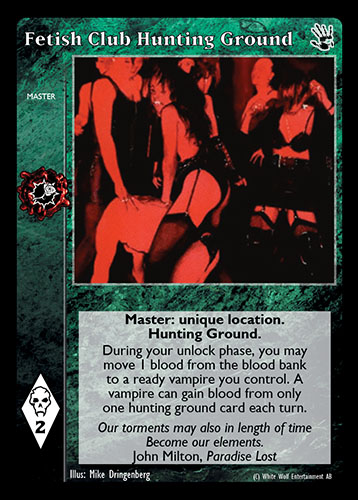 Fetish Club Hunting Ground
MASTER
Master: unique location.
Hunting Ground.
During your unlock phase, you may
move 1 blood from the blood bank
to a ready vampire you control. A
vampire can gain blood from only
one hunting ground card each turn.
Our torments may also in length of time
Become our elements.
John Milton, Paradise Lost
2
Illus: Mike Dringenberg
(C) White Wolf Entertainment AB